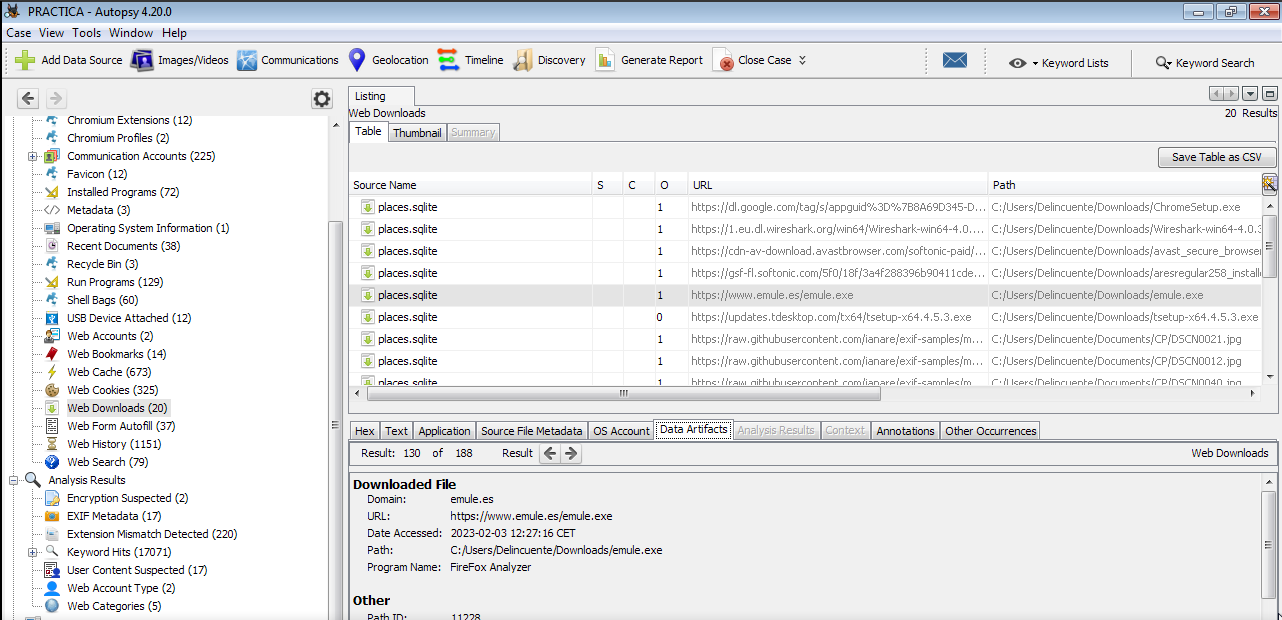 PRACTICA - Autopsy 4.20.0
Case View Tools Window Help
Add Data Source Images/Videos Communications Geolocation Timeline Discovery Generate Report Close Case Keyword Lists Keyword Search
Chromium Extensions (12)
Chromium Profiles (2)
Communication Accounts (225)
Favicon (12)
Installed Programs (72)
Metadata (3)
Operating System Information (1)
Recent Documents (38)
Recycle Bin (3)
Run Programs (129)
Shell Bags (60)
USB Device Attached (12)
Web Accounts (2)
Web Bookmarks (14)
Web Cache (673)
Web Cookies (325)
Web Downloads (20)
Web Form Autofill (37)
Web History (1151)
Web Search (79)
Analysis Results
Encryption Suspected (2)
EXIF Metadata (17)
Extension Mismatch Detected (220)
Keyword Hits (17071)
User Content Suspected (17)
Web Account Type (2)
Web Categories (5)
Listing
Web Downloads 20 Results
Table Thumbnail Summary
Save Table as CSV
Source Name S C O URL Path
places.sqlite 1 https://dl.google.com/tag/s/appguid%3D%7B8A69D345-D... C:/Users/Delincuente/Downloads/ChromeSetup.exe
places.sqlite 1 https://1.eu.dl.wireshark.org/win64/Wireshark-win64-4.0.... C:/Users/Delincuente/Downloads/Wireshark-win64-4.0.3
places.sqlite 1 https://cdn-av-download.avastbrowser.com/softonic-paid/... C:/Users/Delincuente/Downloads/avast_secure_browser
places.sqlite 1 https://gsf-fl.softonic.com/5f0/18f/3a4f288396b90411cde... C:/Users/Delincuente/Downloads/aresregular258_installe
places.sqlite 1 https://www.emule.es/emule.exe C:/Users/Delincuente/Downloads/emule.exe
places.sqlite 0 https://updates.tdesktop.com/tx64/tsetup-x64.4.5.3.exe C:/Users/Delincuente/Downloads/tsetup-x64.4.5.3.exe
places.sqlite 1 https://raw.githubusercontent.com/ianare/exif-samples/m... C:/Users/Delincuente/Documents/CP/DSCN0021.jpg
places.sqlite 1 https://raw.githubusercontent.com/ianare/exif-samples/m... C:/Users/Delincuente/Documents/CP/DSCN0012.jpg
places.sqlite 1 https://raw.githubusercontent.com/ianare/exif-samples/m... C:/Users/Delincuente/Documents/CP/DSCN0040.jpg
Hex Text Application Source File Metadata OS Account Data Artifacts Analysis Results Context Annotations Other Occurrences
Result: 130 of 188 Result Web Downloads
Downloaded File
Domain: emule.es
URL: https://www.emule.es/emule.exe
Date Accessed: 2023-02-03 12:27:16 CET
Path: C:/Users/Delincuente/Downloads/emule.exe
Program Name: FireFox Analyzer
Other
Path ID: 11228